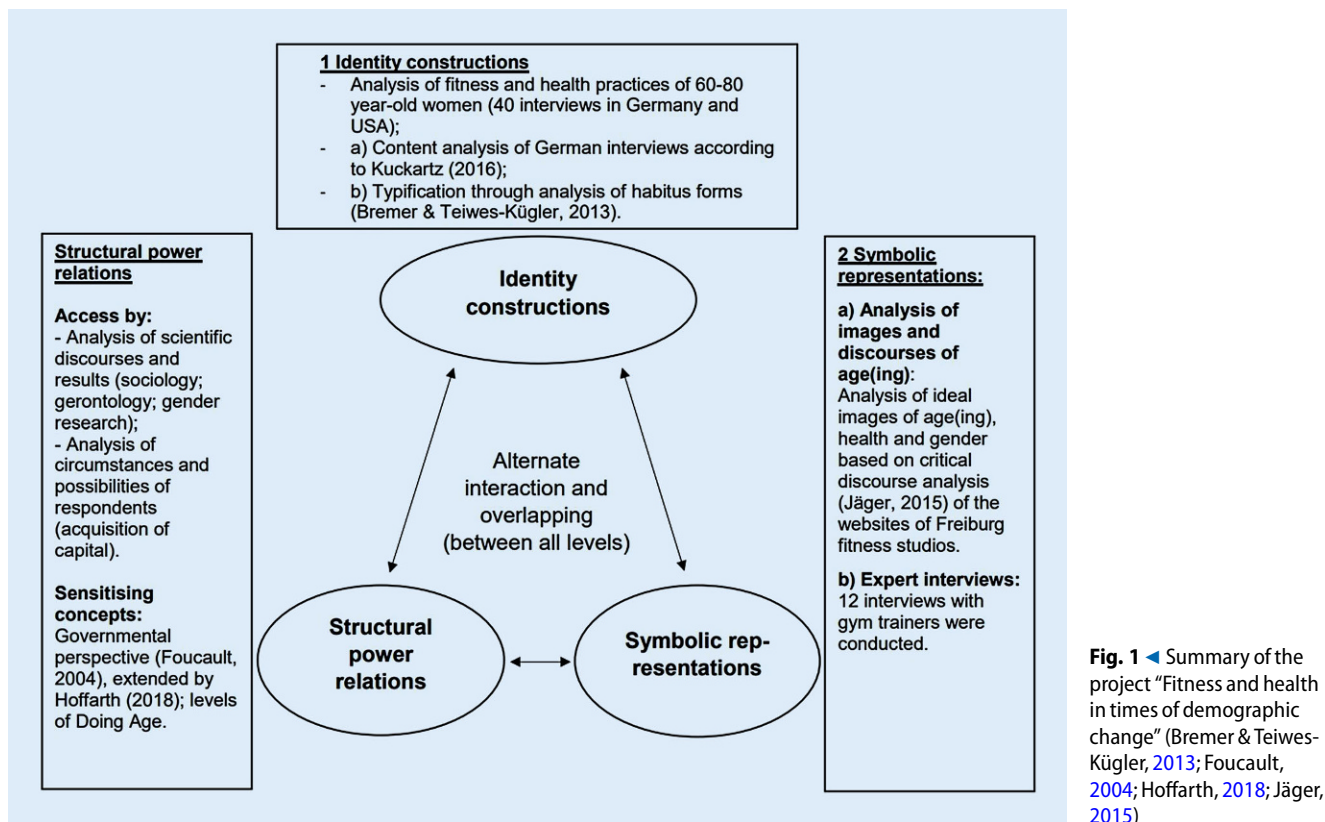 1 Identity constructions
- Analysis of fitness and health practices of 60-80
year-old women (40 interviews in Germany and
USA);
- a) Content analysis of German interviews according
to Kuckartz (2016);
- b) Typification through analysis of habitus forms
(Bremer & Teiwes-Kügler, 2013).
Structural power
relations
Access by:
- Analysis of scientific
discourses and
results (sociology;
gerontology; gender
research);
- Analysis of
circumstances and
possibilities of
respondents
(acquisition of
capital).
Sensitising
concepts:
Governmental
perspective (Foucault,
2004), extended by
Hoffarth (2018); levels
of Doing Age.
Identity
constructions
Alternate
interaction and
overlapping
(between all levels)
Structural
power
relations
Symbolic rep-
resentations
2 Symbolic
representations:
a) Analysis of
images and
discourses of
age(ing):
Analysis of ideal
images of age(ing),
health and gender
based on critical
discourse analysis
(Jäger, 2015) of the
websites of Freiburg
fitness studios.
b) Expert interviews:
12 interviews with
gym trainers were
conducted.
Fig. 1 ◄ Summary of the
project “Fitness and health
in times of demographic
change” (Bremer & Teiwes-
Kügler, 2013; Foucault,
2004; Hoffarth, 2018; Jäger,
2015)